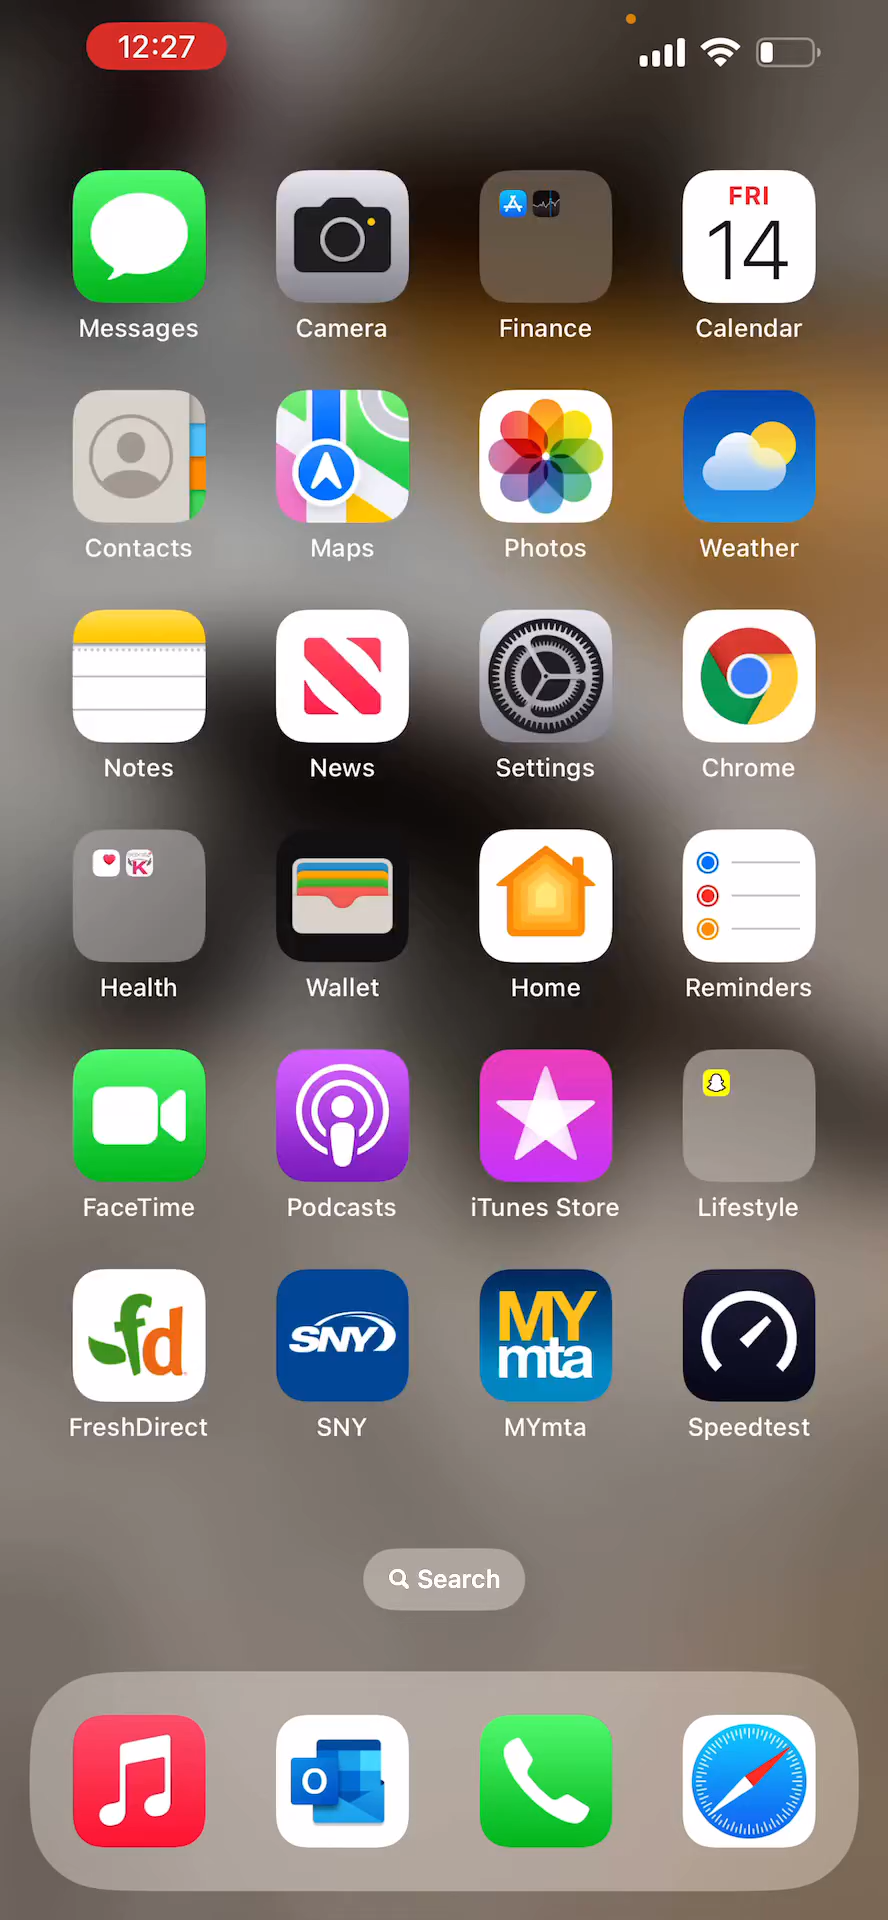 12:27
FRI
14
Messages
Camera
Finance
Calendar
Contacts
Maps
Photos
Weather
Notes
News
Settings
Chrome
K
Health
Wallet
Home
Reminders
FaceTime
Podcasts
iTunes Store
Lifestyle
fd
SNY
MY
mta
FreshDirect
SNY
MYmta
Speedtest
Search
O